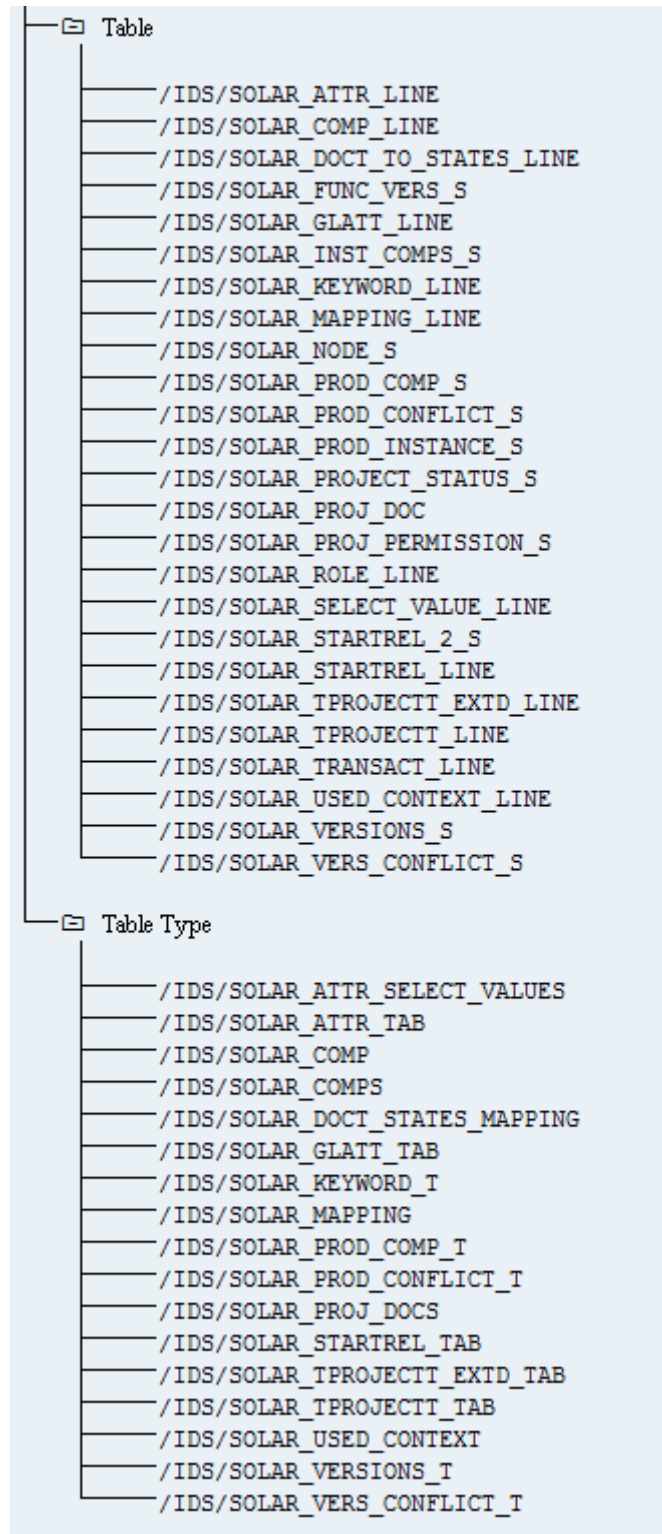 Table
/IDS/SOLAR_ATTR_LINE
/IDS/SOLAR_COMP_LINE
/IDS/SOLAR_DOCT_TO_STATES_LINE
/IDS/SOLAR_FUNC_VERS_S
/IDS/SOLAR_GLATT_LINE
/IDS/SOLAR_INST_COMPS_S
/IDS/SOLAR_KEYWORD_LINE
/IDS/SOLAR_MAPPING_LINE
/IDS/SOLAR_NODE_S
/IDS/SOLAR_PROD_COMP_S
/IDS/SOLAR_PROD_CONFLICT_S
/IDS/SOLAR_PROD_INSTANCE_S
/IDS/SOLAR_PROJECT_STATUS_S
/IDS/SOLAR_PROJ_DOC
/IDS/SOLAR_PROJ_PERMISSION_S
/IDS/SOLAR_ROLE_LINE
/IDS/SOLAR_SELECT_VALUE_LINE
/IDS/SOLAR_STARTREL_2_S
/IDS/SOLAR_STARTREL_LINE
/IDS/SOLAR_TPROJECTT_EXTD_LINE
/IDS/SOLAR_TPROJECTT_LINE
/IDS/SOLAR_TRANSACT_LINE
/IDS/SOLAR_USED_CONTEXT_LINE
/IDS/SOLAR_VERSIONS_S
/IDS/SOLAR_VERS_CONFLICT_S
Table Type
/IDS/SOLAR_ATTR_SELECT_VALUES
/IDS/SOLAR_ATTR_TAB
/IDS/SOLAR_COMP
/IDS/SOLAR_COMPS
/IDS/SOLAR_DOCT_STATES_MAPPING
/IDS/SOLAR_GLATT_TAB
/IDS/SOLAR_KEYWORD_T
/IDS/SOLAR_MAPPING
/IDS/SOLAR_PROD_COMP_T
/IDS/SOLAR_PROD_CONFLICT_T
/IDS/SOLAR_PROJ_DOCS
/IDS/SOLAR_STARTREL_TAB
/IDS/SOLAR_TPROJECTT_EXTD_TAB
/IDS/SOLAR_TPROJECTT_TAB
/IDS/SOLAR_USED_CONTEXT
/IDS/SOLAR_VERSIONS_T
/IDS/SOLAR_VERS_CONFLICT_T